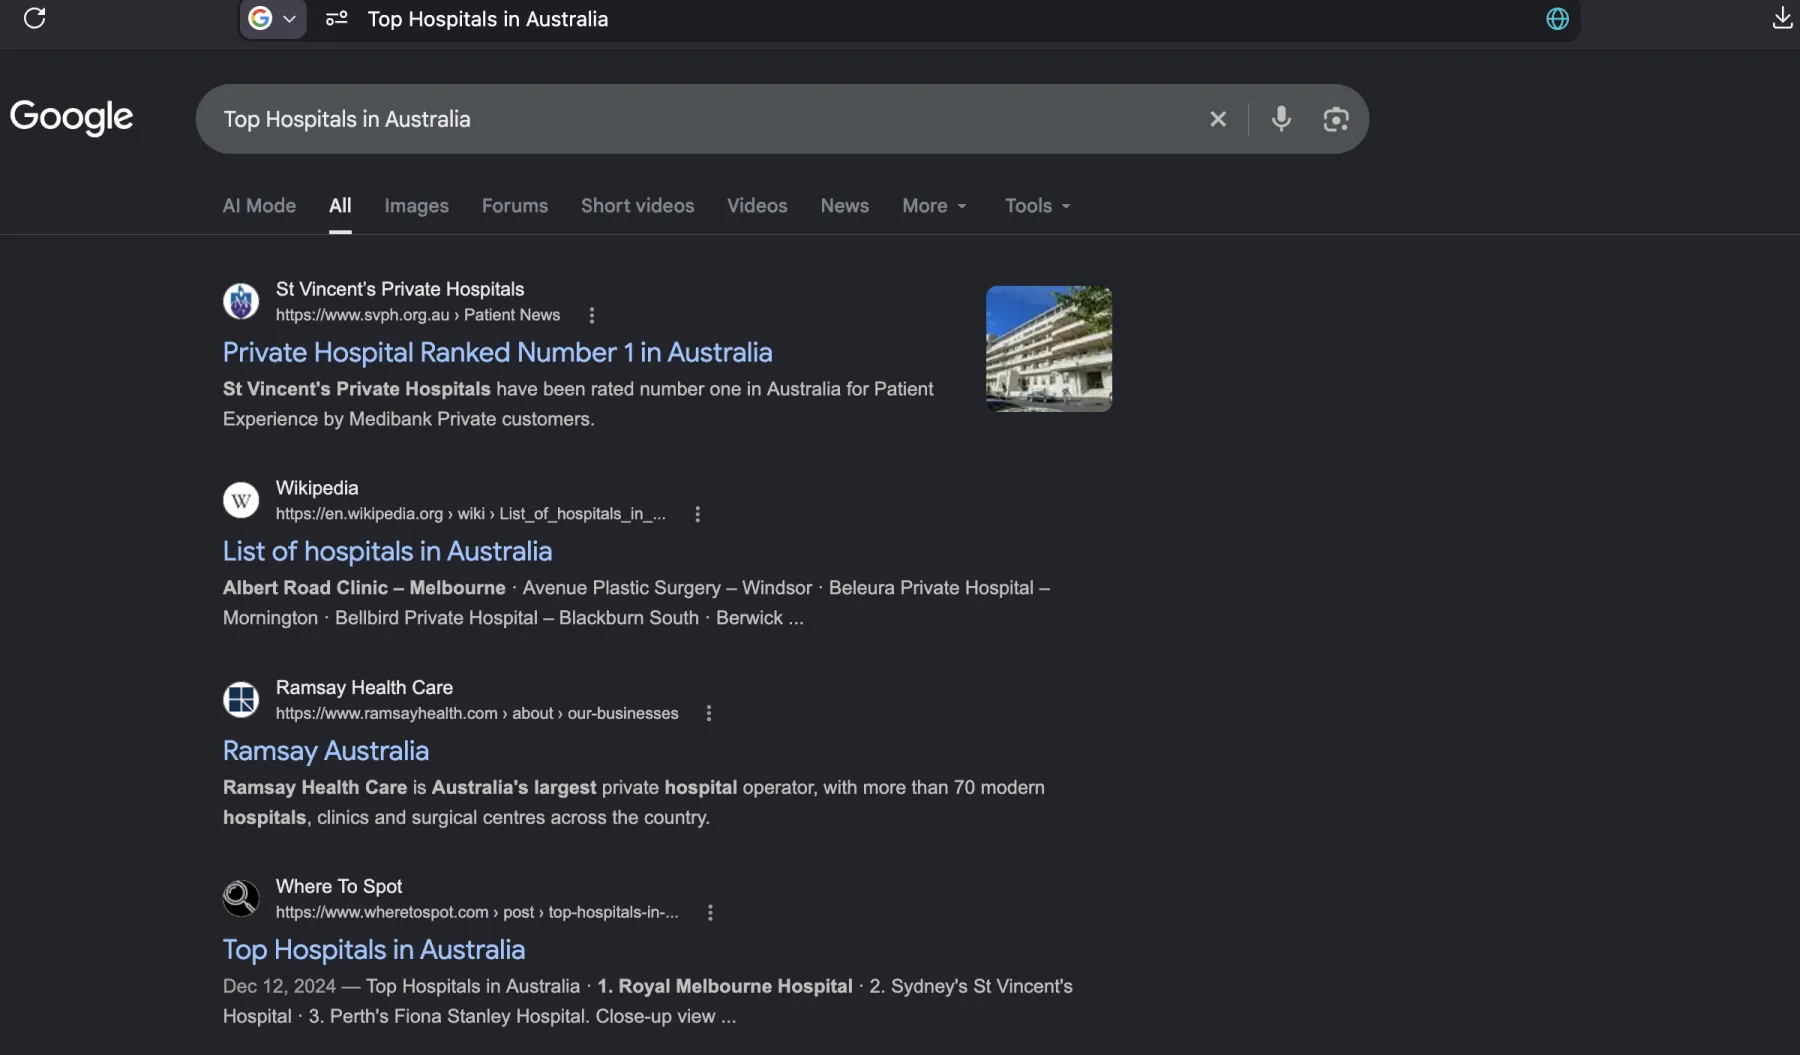 Top Hospitals in Australia
Google
Top Hospitals in Australia
AI Mode All Images Forums Short videos Videos News More Tools
St Vincent's Private Hospitals
https://www.svph.org.au › Patient News
Private Hospital Ranked Number 1 in Australia
St Vincent's Private Hospitals have been rated number one in Australia for Patient
Experience by Medibank Private customers.
W
Wikipedia
https://en.wikipedia.org › wiki › List_of_hospitals_in_...
List of hospitals in Australia
Albert Road Clinic – Melbourne · Avenue Plastic Surgery – Windsor · Beleura Private Hospital –
Mornington · Bellbird Private Hospital – Blackburn South · Berwick ...
Ramsay Health Care
https://www.ramsayhealth.com › about › our-businesses
Ramsay Australia
Ramsay Health Care is Australia's largest private hospital operator, with more than 70 modern
hospitals, clinics and surgical centres across the country.
Where To Spot
https://www.wheretospot.com › post › top-hospitals-in-...
Top Hospitals in Australia
Dec 12, 2024 — Top Hospitals in Australia · 1. Royal Melbourne Hospital · 2. Sydney's St Vincent's
Hospital · 3. Perth's Fiona Stanley Hospital. Close-up view ...